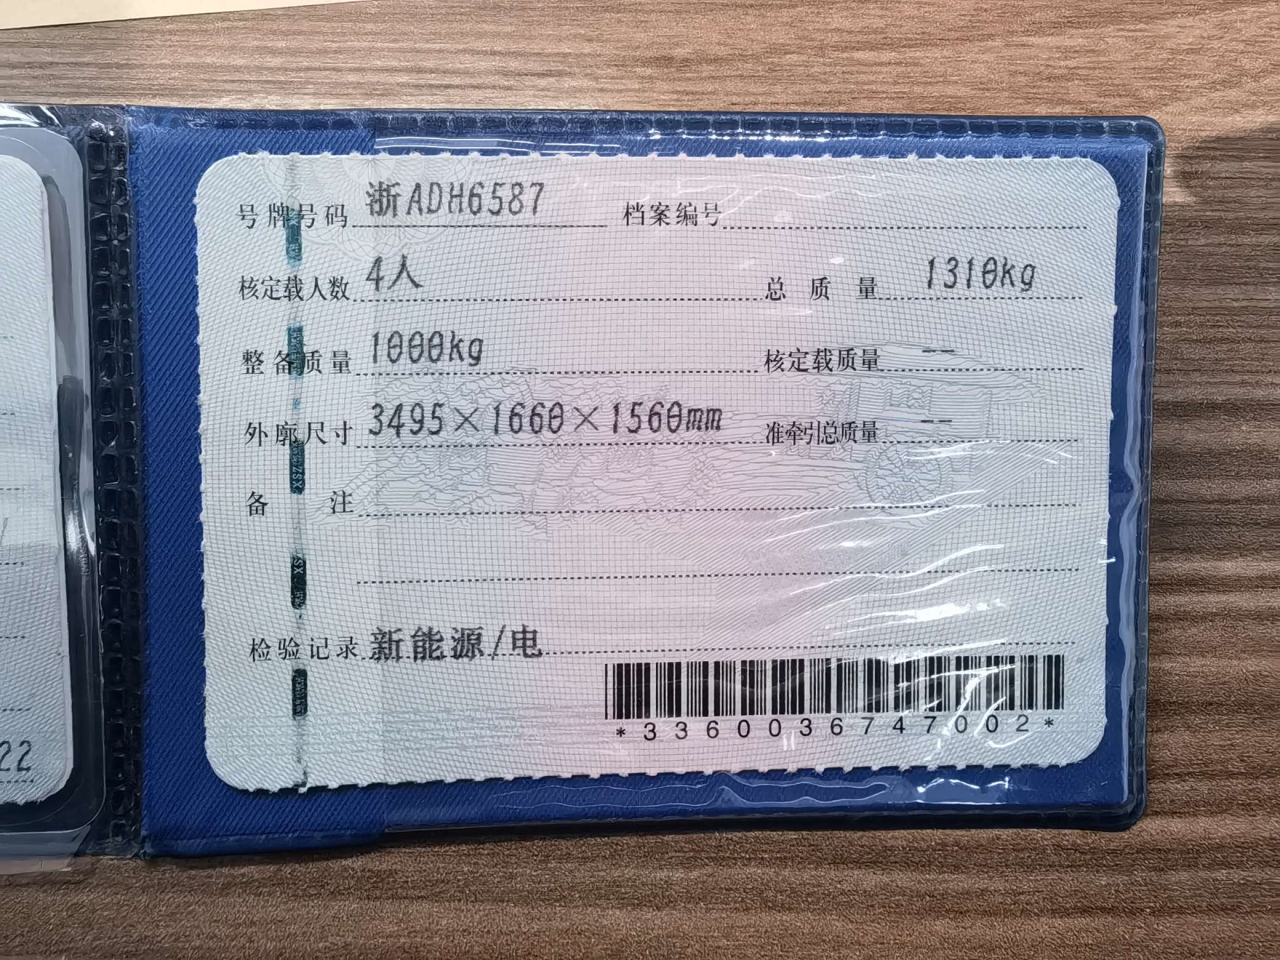 号牌号码 浙ADH6587 档案编号
核定载人数 4人 总质量 1310kg
整备质量 1000kg 核定载质量 --
外廓尺寸 3495×1660×1560mm 准牵引总质量 --
备注
检验记录 新能源/电
*3360036747002*
22